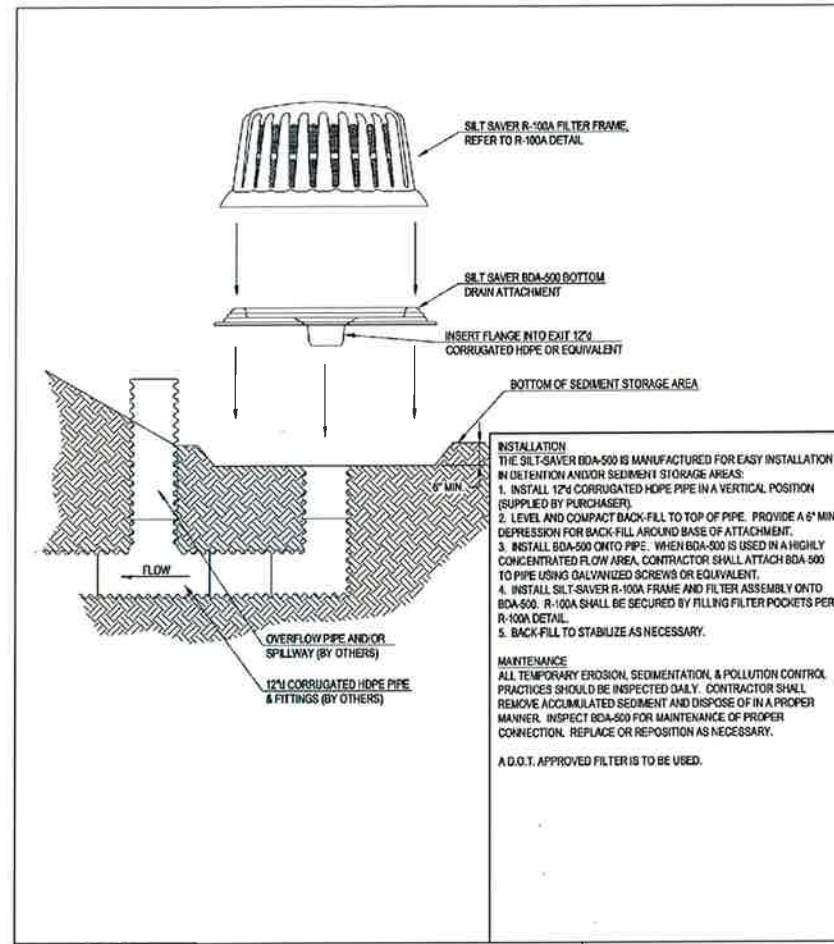 SILT SAVER R-100A FILTER FRAME,
REFER TO R-100A DETAIL
SILT SAVER BDA-500 BOTTOM
DRAIN ATTACHMENT
INSERT FLANGE INTO EXIT 12"d
CORRUGATED HDPE OR EQUIVALENT
BOTTOM OF SEDIMENT STORAGE AREA
6" MIN.
FLOW
OVERFLOW PIPE AND/OR
SPILLWAY (BY OTHERS)
12"d CORRUGATED HDPE PIPE
& FITTINGS (BY OTHERS)
INSTALLATION
THE SILT-SAVER BDA-500 IS MANUFACTURED FOR EASY INSTALLATION
IN DETENTION AND/OR SEDIMENT STORAGE AREAS:
1. INSTALL 12"d CORRUGATED HDPE PIPE IN A VERTICAL POSITION
(SUPPLIED BY PURCHASER).
2. LEVEL AND COMPACT BACK-FILL TO TOP OF PIPE. PROVIDE A 6" MIN
DEPRESSION FOR BACK-FILL AROUND BASE OF ATTACHMENT.
3. INSTALL BDA-500 ONTO PIPE. WHEN BDA-500 IS USED IN A HIGHLY
CONCENTRATED FLOW AREA, CONTRACTOR SHALL ATTACH BDA-500
TO PIPE USING GALVANIZED SCREWS OR EQUIVALENT.
4. INSTALL SILT-SAVER R-100A FRAME AND FILTER ASSEMBLY ONTO
BDA-500. R-100A SHALL BE SECURED BY FILLING FILTER POCKETS PER
R-100A DETAIL.
5. BACK-FILL TO STABILIZE AS NECESSARY.
MAINTENANCE
ALL TEMPORARY EROSION, SEDIMENTATION, & POLLUTION CONTROL
PRACTICES SHOULD BE INSPECTED DAILY. CONTRACTOR SHALL
REMOVE ACCUMULATED SEDIMENT AND DISPOSE OF IN A PROPER
MANNER. INSPECT BDA-500 FOR MAINTENANCE OF PROPER
CONNECTION. REPLACE OR REPOSITION AS NECESSARY.
A D.O.T. APPROVED FILTER IS TO BE USED.